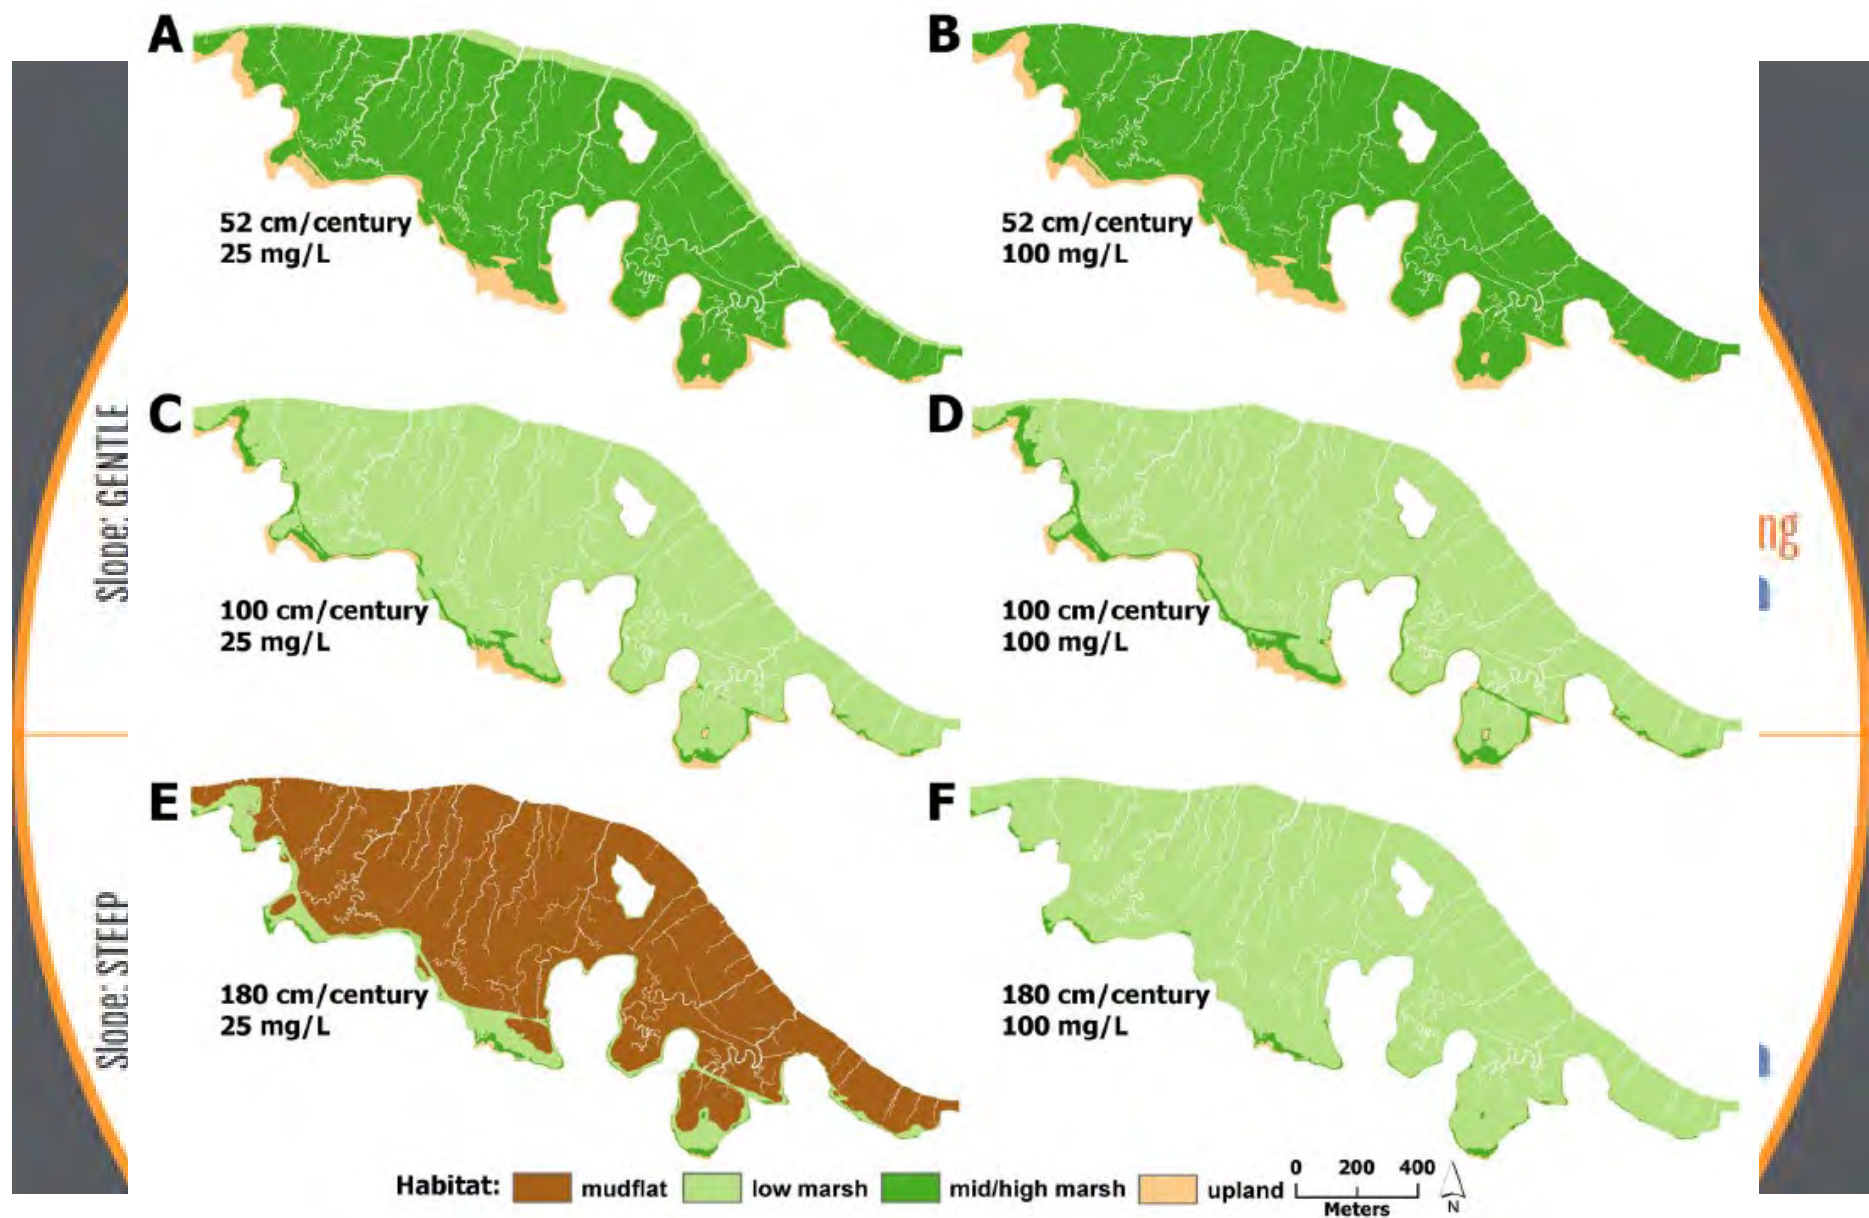 A
52 cm/century
25 mg/L
B
52 cm/century
100 mg/L
C
100 cm/century
25 mg/L
D
100 cm/century
100 mg/L
E
180 cm/century
25 mg/L
F
180 cm/century
100 mg/L
Slope: GENTLE
Slope: STEEP
ng
Habitat: mudflat low marsh mid/high marsh upland
0 200 400
Meters
N